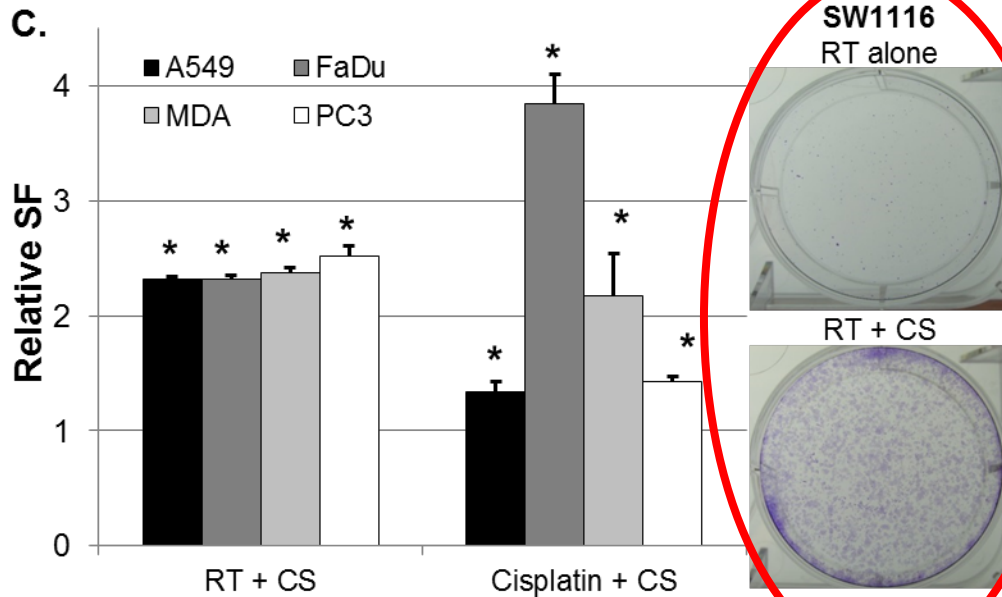 C.
A549 FaDu
MDA PC3
Relative SF
4
3
2
1
0
* * * *
* * * *
RT + CS
Cisplatin + CS
SW1116
RT alone
RT + CS